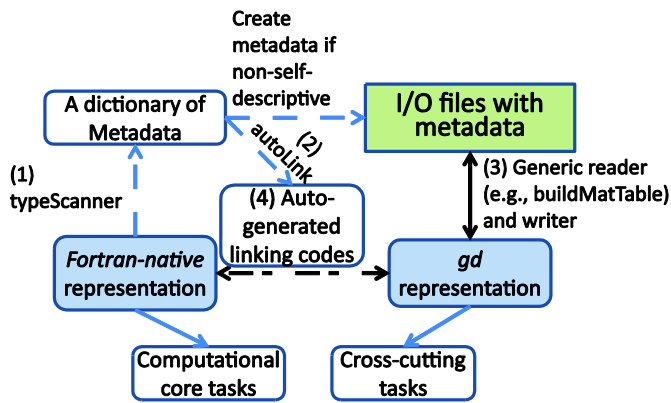 Create
metadata if
non-self-
descriptive
A dictionary of
Metadata
I/O files with
metadata
(2)
autoLink
(1)
typeScanner
(3) Generic reader
(e.g., buildMatTable)
and writer
(4) Auto-
generated
linking codes
Fortran-native
representation
gd
representation
Computational
core tasks
Cross-cutting
tasks